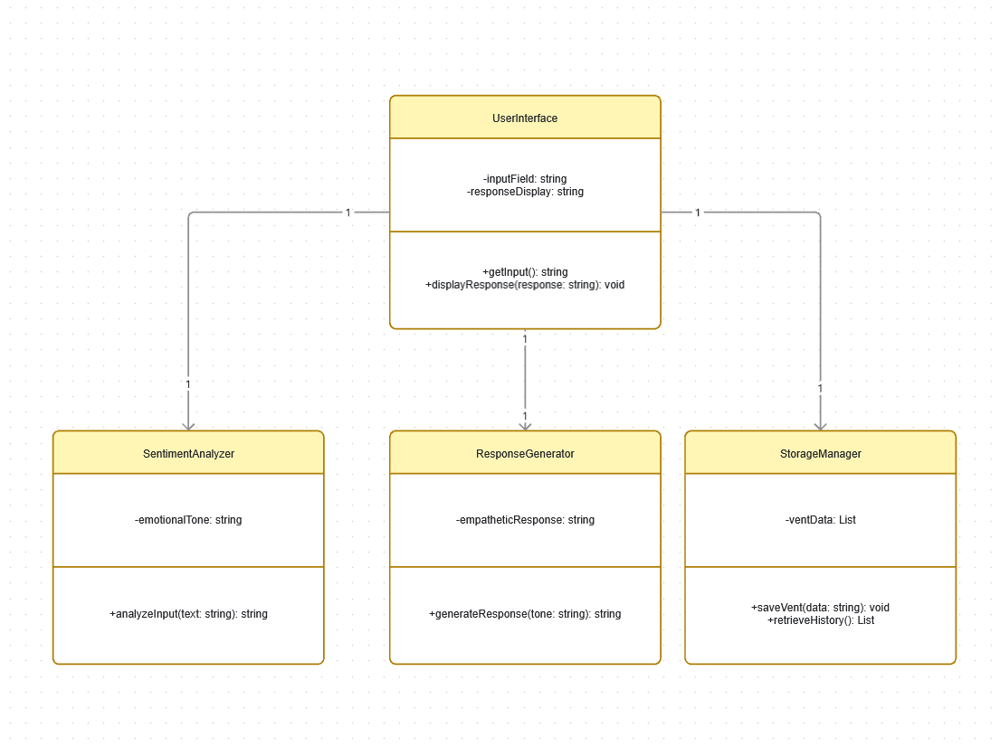 UserInterface
-inputField: string
-responseDisplay: string
+getInput(): string
+displayResponse(response: string): void
1
1
1
1
1
1
SentimentAnalyzer
-emotionalTone: string
+analyzeInput(text: string): string
ResponseGenerator
-empatheticResponse: string
+generateResponse(tone: string): string
StorageManager
-ventData: List
+saveVent(data: string): void
+retrieveHistory(): List